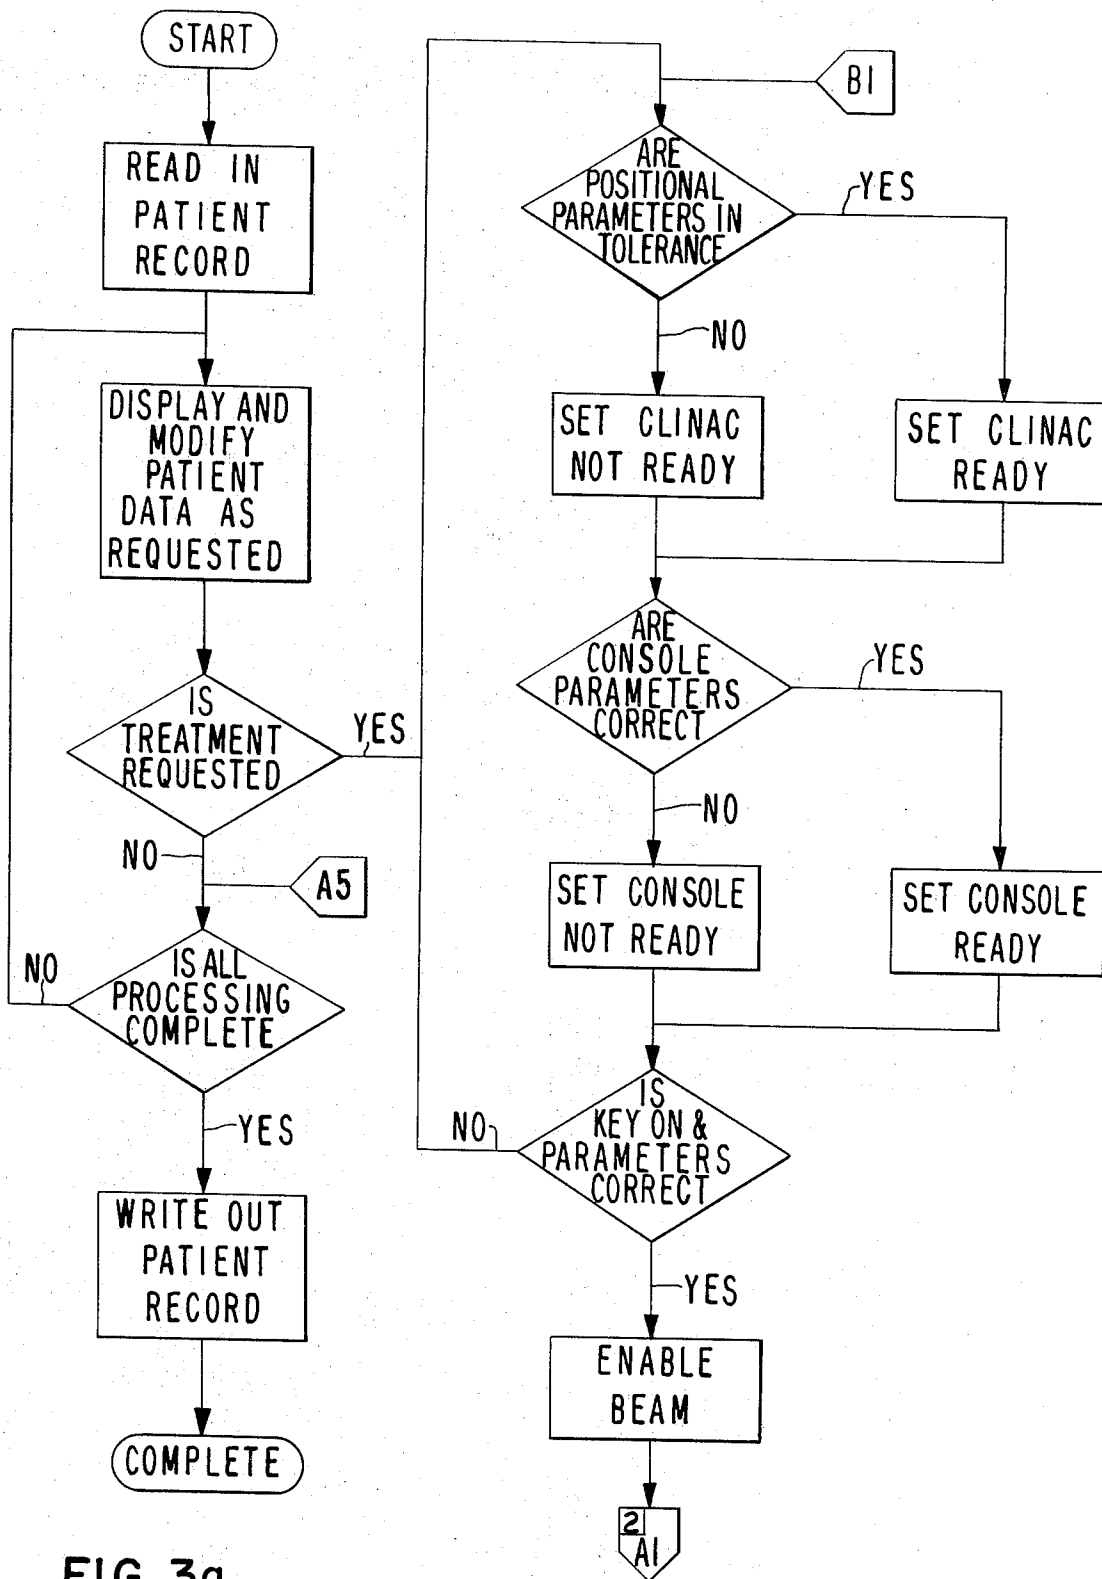 START
READ IN
PATIENT
RECORD
DISPLAY AND
MODIFY
PATIENT
DATA AS
REQUESTED
IS
TREATMENT
REQUESTED
YES
NO
A5
IS ALL
PROCESSING
COMPLETE
NO
YES
WRITE OUT
PATIENT
RECORD
COMPLETE
B1
ARE
POSITIONAL
PARAMETERS IN
TOLERANCE
YES
NO
SET CLINAC
NOT READY
SET CLINAC
READY
ARE
CONSOLE
PARAMETERS
CORRECT
YES
NO
SET CONSOLE
NOT READY
SET CONSOLE
READY
IS
KEY ON &
PARAMETERS
CORRECT
NO
YES
ENABLE
BEAM
2
A1
FIG. 3a